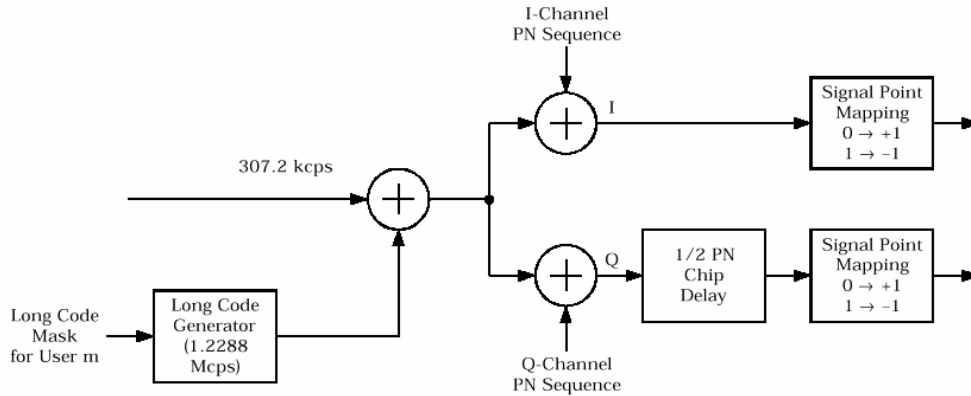 I-Channel
PN Sequence
I
Signal Point
Mapping
0 → +1
1 → –1
307.2 kcps
Q
1/2 PN
Chip
Delay
Signal Point
Mapping
0 → +1
1 → –1
Long Code
Mask
for User m
Long Code
Generator
(1.2288
Mcps)
Q-Channel
PN Sequence